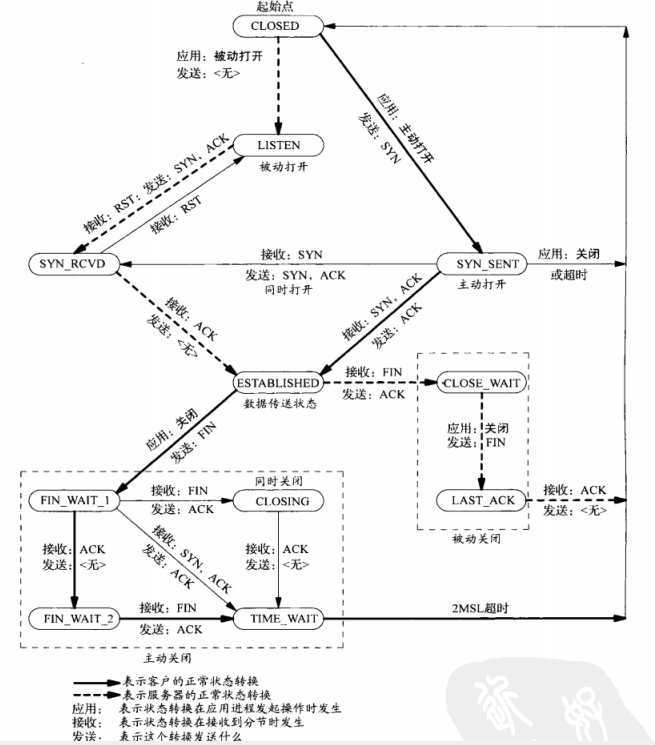 起始点
CLOSED
应用：被动打开
发送：<无>
应用：主动打开
发送：SYN
LISTEN
被动打开
接收：RST；发送：SYN，ACK
接收：RST
SYN_RCVD
接收：SYN
发送：SYN，ACK
同时打开
SYN_SENT
主动打开
应用：关闭
或超时
接收：ACK
发送：<无>
接收：SYN，ACK
发送：ACK
ESTABLISHED
数据传送状态
接收：FIN
发送：ACK
CLOSE_WAIT
应用：关闭
发送：FIN
LAST_ACK
接收：ACK
发送：<无>
被动关闭
应用：关闭
发送：FIN
FIN_WAIT_1
接收：FIN
发送：ACK
同时关闭
CLOSING
接收：ACK
发送：<无>
接收：SYN，ACK
发送：ACK
接收：ACK
发送：<无>
FIN_WAIT_2
接收：FIN
发送：ACK
TIME_WAIT
2MSL超时
主动关闭
表示客户的正常状态转换
表示服务器的正常状态转换
应用： 表示状态转换在应用进程发起操作时发生
接收： 表示状态转换在接收到分节时发生
发送： 表示这个转换发送什么